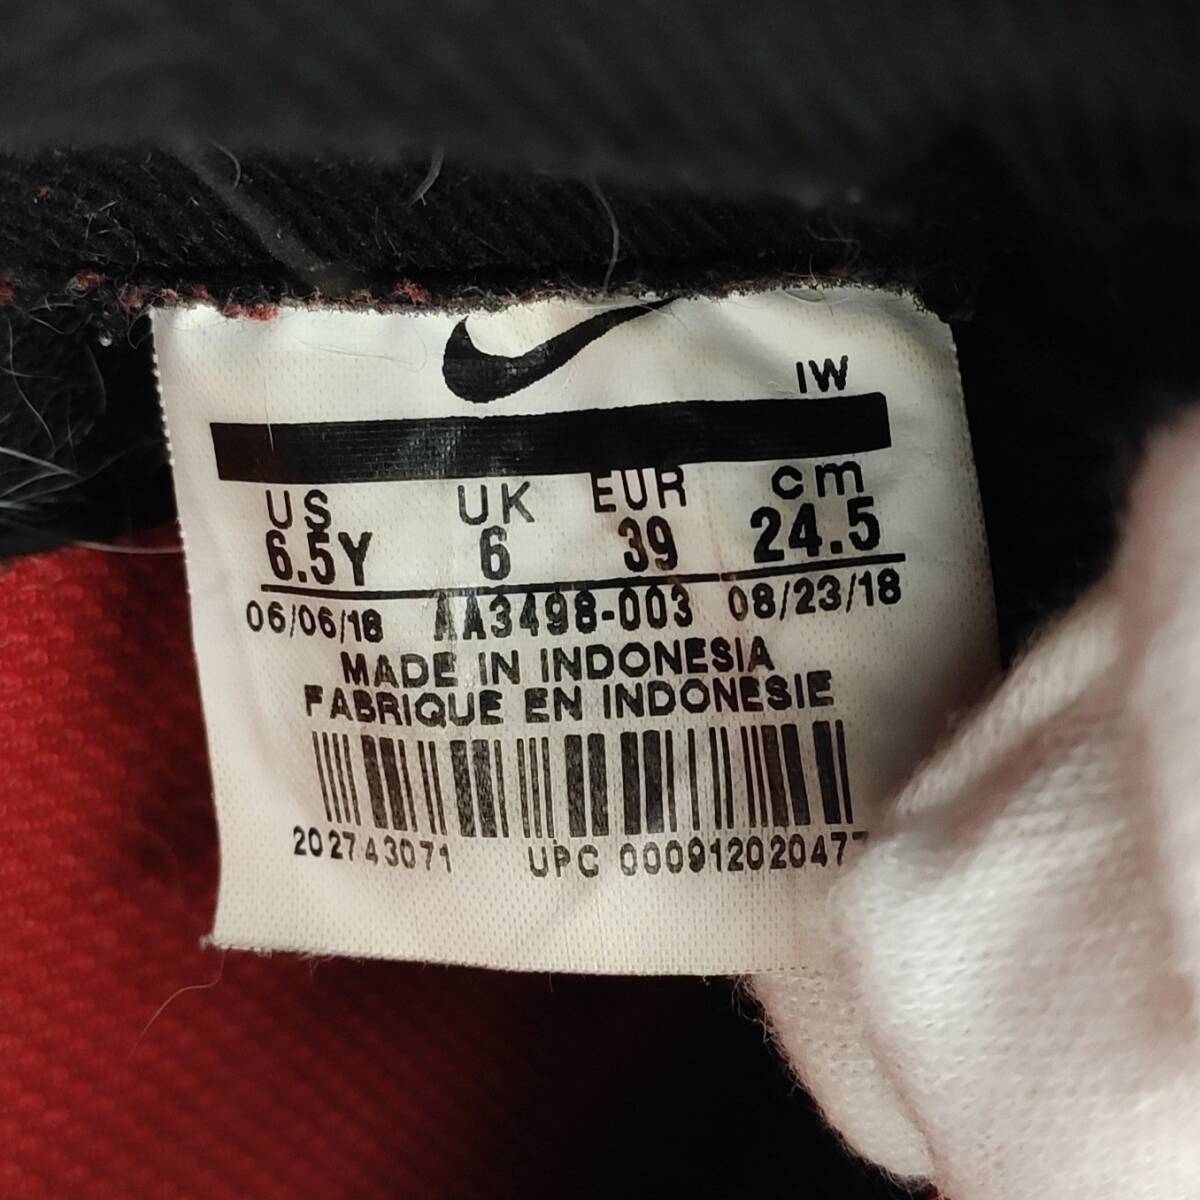 IW
US UK EUR cm
6.5Y 6 39 24.5
06/06/18 AA3498-003 08/23/18
MADE IN INDONESIA
FABRIQUE EN INDONESIE
202743071 UPC 000912020477